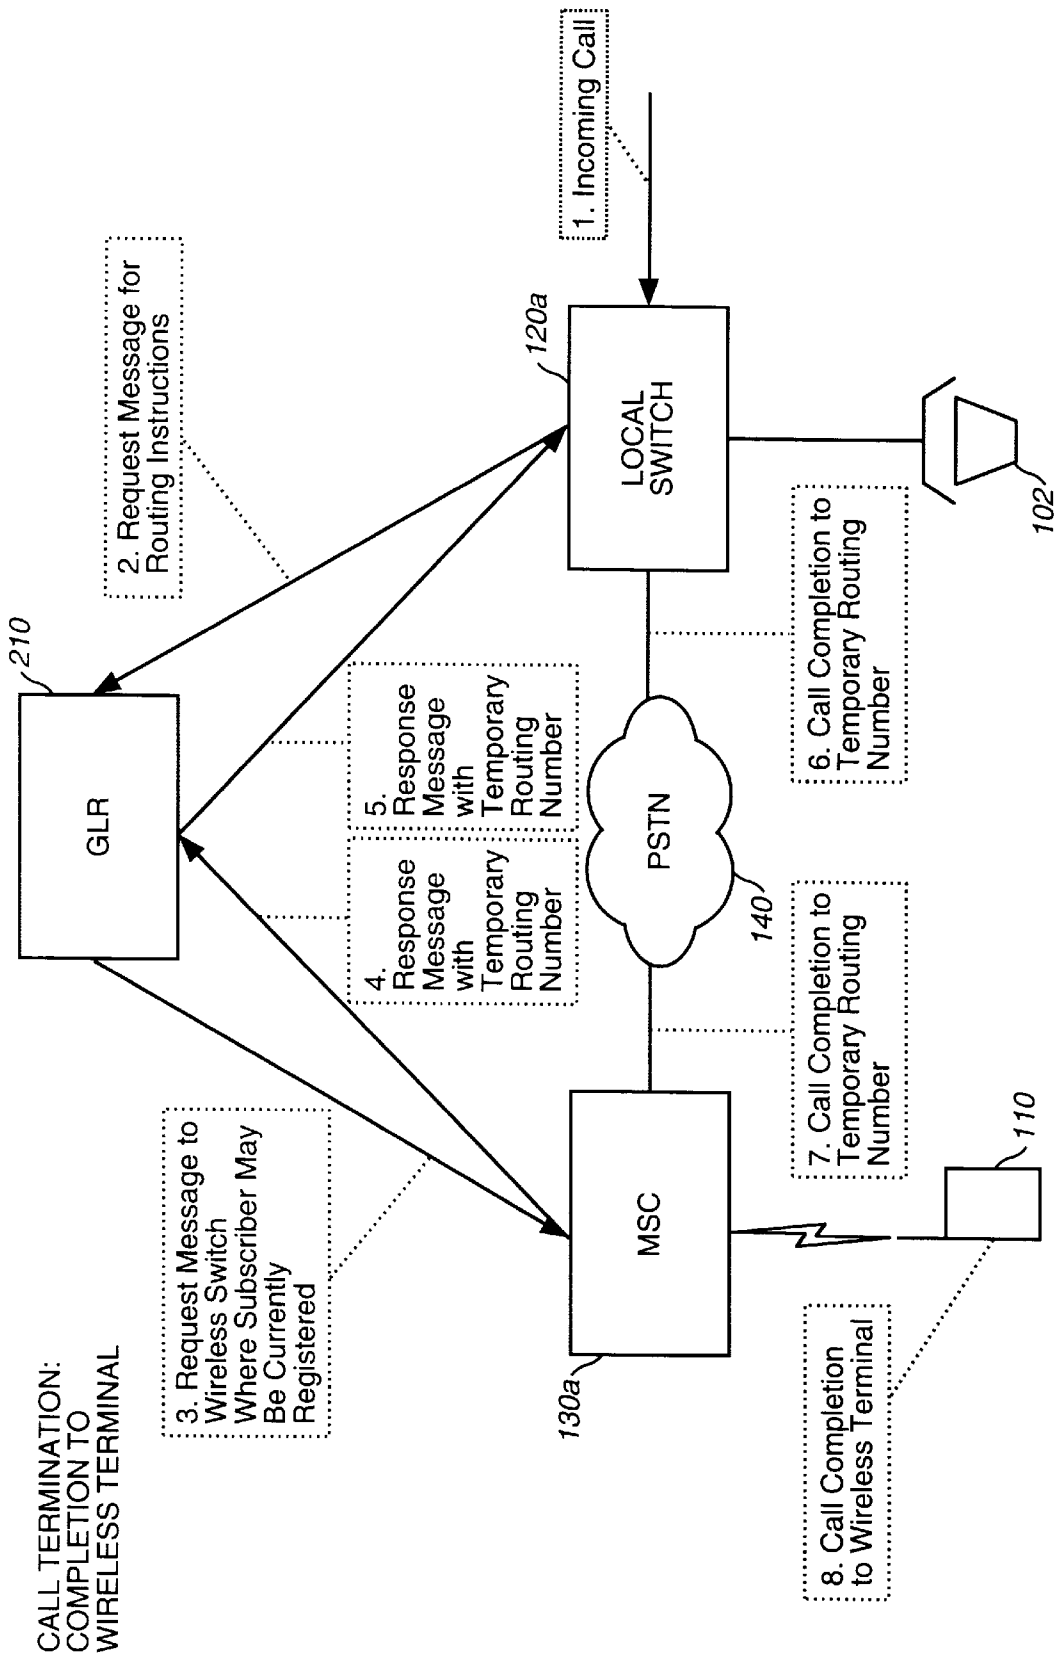 CALL TERMINATION:
COMPLETION TO
WIRELESS TERMINAL
1. Incoming Call
2. Request Message for
Routing Instructions
3. Request Message to
Wireless Switch
Where Subscriber May
Be Currently
Registered
4.
Response
Message
with
Temporary
Routing
Number
5.
Response
Message
with
Temporary
Routing
Number
6. Call Completion to
Temporary Routing
Number
7. Call Completion to
Temporary Routing
Number
8. Call Completion
to Wireless Terminal
GLR
210
LOCAL
SWITCH
120a
102
PSTN
140
MSC
130a
110